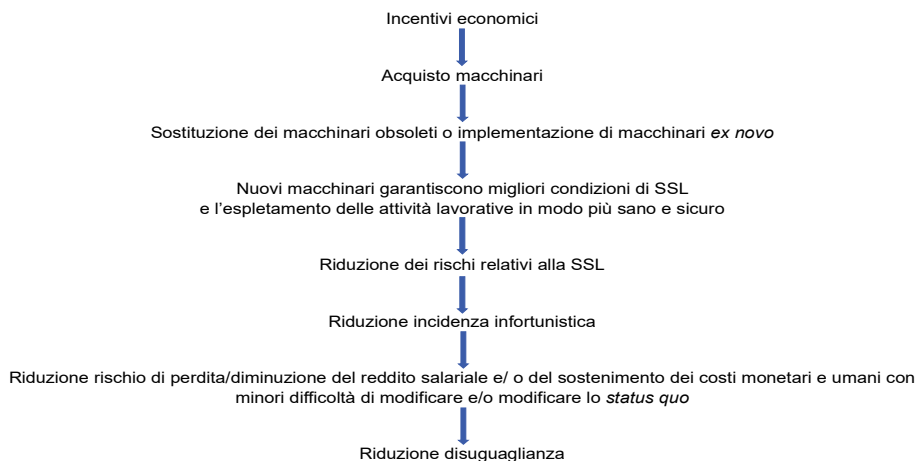 Incentivi economici
Acquisto macchinari
Sostituzione dei macchinari obsoleti o implementazione di macchinari ex novo
Nuovi macchinari garantiscono migliori condizioni di SSL
e l’espletamento delle attività lavorative in modo più sano e sicuro
Riduzione dei rischi relativi alla SSL
Riduzione incidenza infortunistica
Riduzione rischio di perdita/diminuzione del reddito salariale e/ o del sostenimento dei costi monetari e umani con
minori difficoltà di modificare e/o modificare lo status quo
Riduzione disuguaglianza